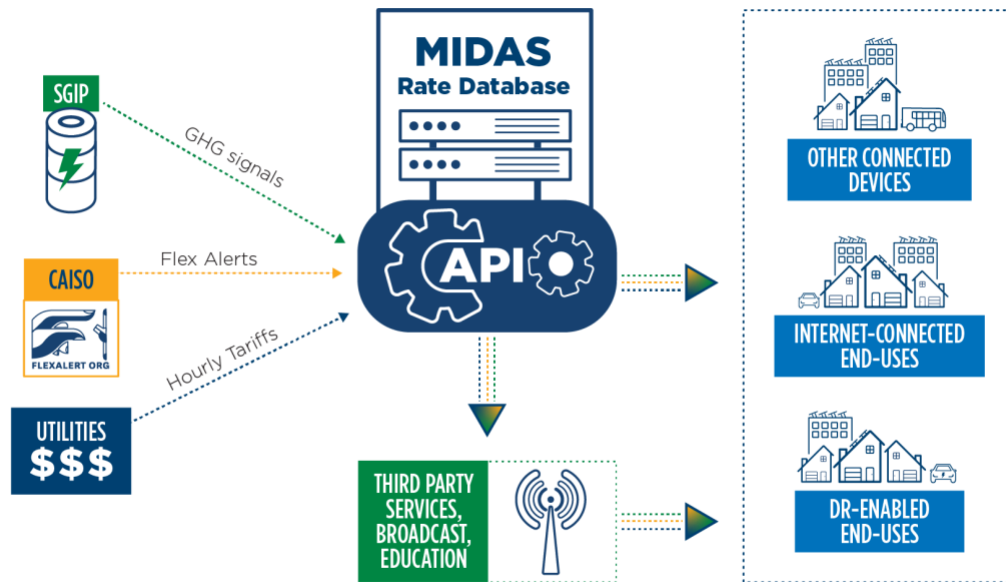 MIDAS
Rate Database
SGIP
GHG signals
CAISO
Flex Alerts
FLEXALERT ORG
Hourly Tariffs
UTILITIES
$$$
API
THIRD PARTY
SERVICES,
BROADCAST,
EDUCATION
OTHER CONNECTED
DEVICES
INTERNET-CONNECTED
END-USES
DR-ENABLED
END-USES